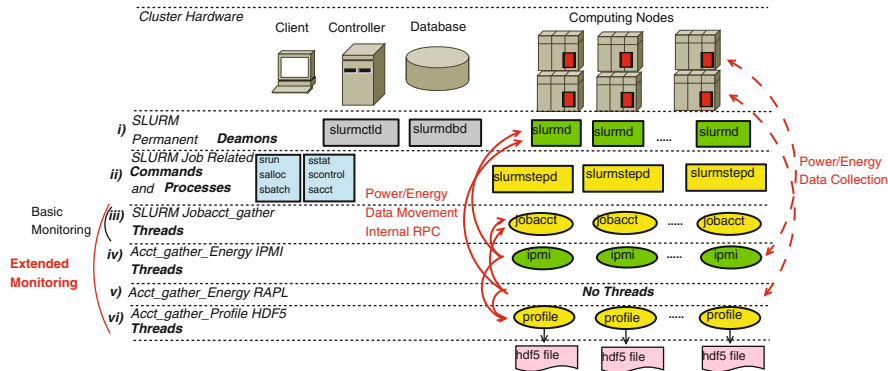 Cluster Hardware
Client
Controller
Database
Computing Nodes
i) SLURM
Permanent Deamons
slurmctld
slurmdbd
slurmd
slurmd
.....
slurmd
ii) SLURM Job Related
Commands
and Processes
srun
salloc
sbatch
sstat
scontrol
sacct
slurmstepd
slurmstepd
slurmstepd
Power/Energy
Data Collection
Power/Energy
Data Movement
Internal RPC
Basic
Monitoring
iii) SLURM Jobacct_gather
Threads
jobacct
jobacct
.....
jobacct
Extended
Monitoring
iv) Acct_gather_Energy IPMI
Threads
ipmi
ipmi
.....
ipmi
v) Acct_gather_Energy RAPL
No Threads
vi) Acct_gather_Profile HDF5
Threads
profile
profile
.....
profile
hdf5 file
hdf5 file
hdf5 file